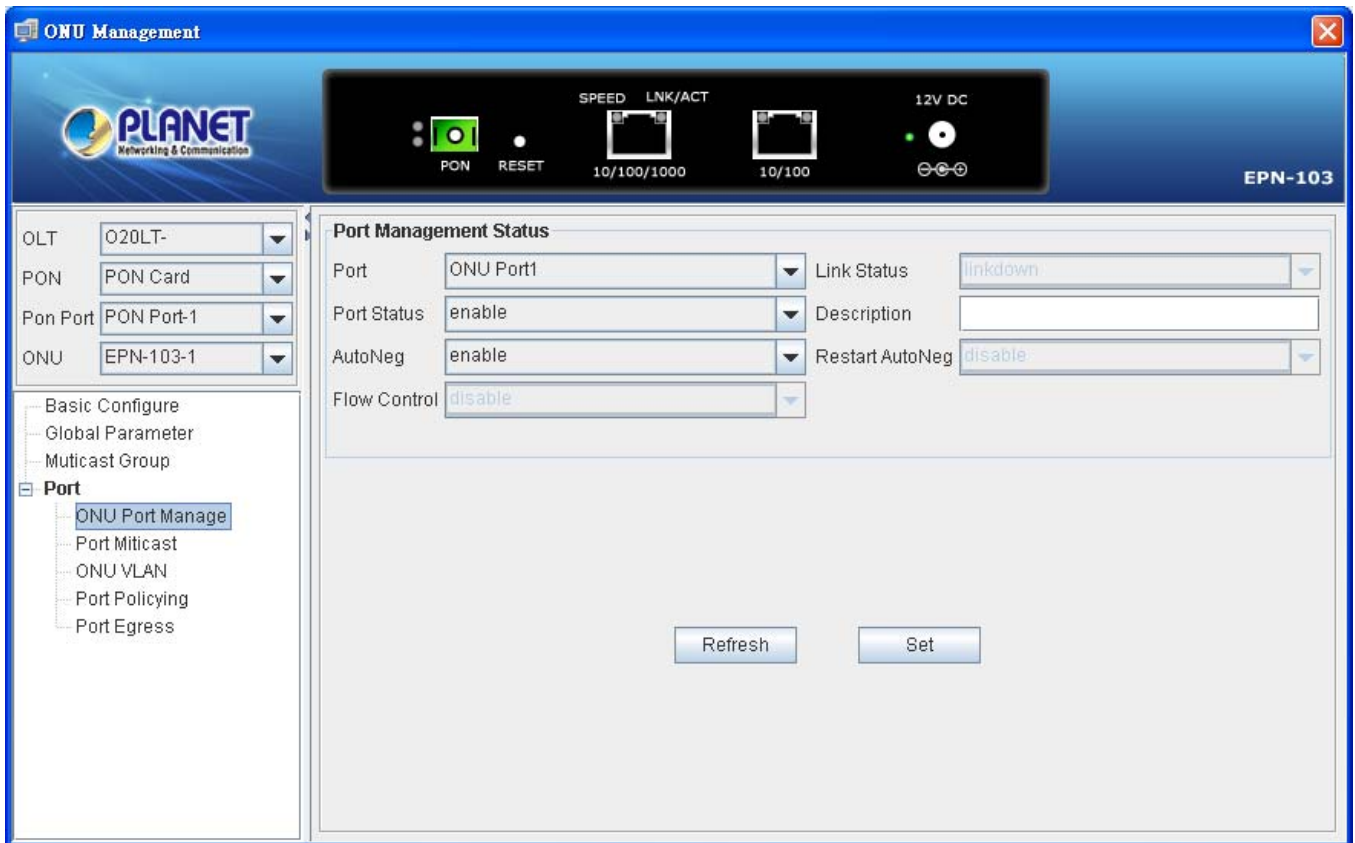 ONU Management
PLANET
Networking & Communication
SPEED LNK/ACT
12V DC
PON
RESET
10/100/1000
10/100
EPN-103
OLT O20LT-
PON PON Card
Pon Port PON Port-1
ONU EPN-103-1
Basic Configure
Global Parameter
Muticast Group
Port
ONU Port Manage
Port Miticast
ONU VLAN
Port Policying
Port Egress
Port Management Status
Port ONU Port1 Link Status linkdown
Port Status enable Description
AutoNeg enable Restart AutoNeg disable
Flow Control disable
Refresh Set